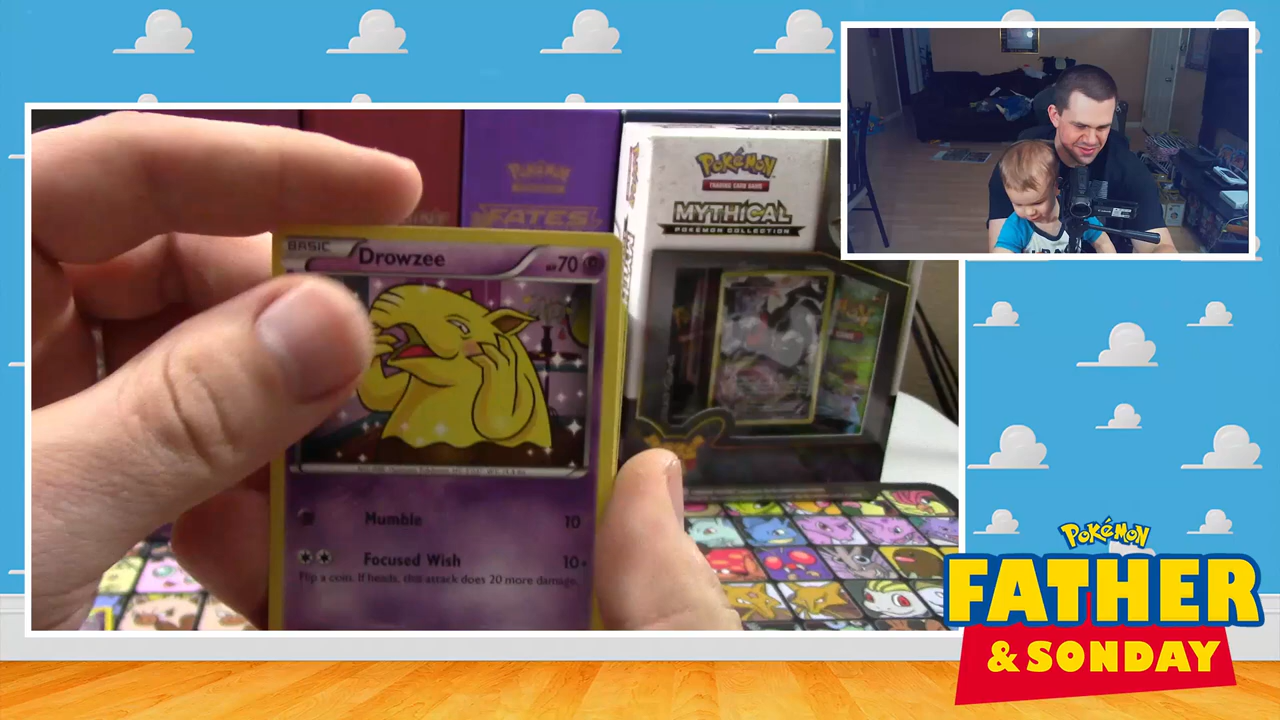 POKÉMON
FATES
POKÉMON
TRADING CARD GAME
MYTHICAL
POKÉMON COLLECTION
BASIC
Drowzee
HP70
Mumble 10
Focused Wish 10+
Flip a coin. If heads, this attack does 20 more damage.
POKÉMON
FATHER
& SONDAY